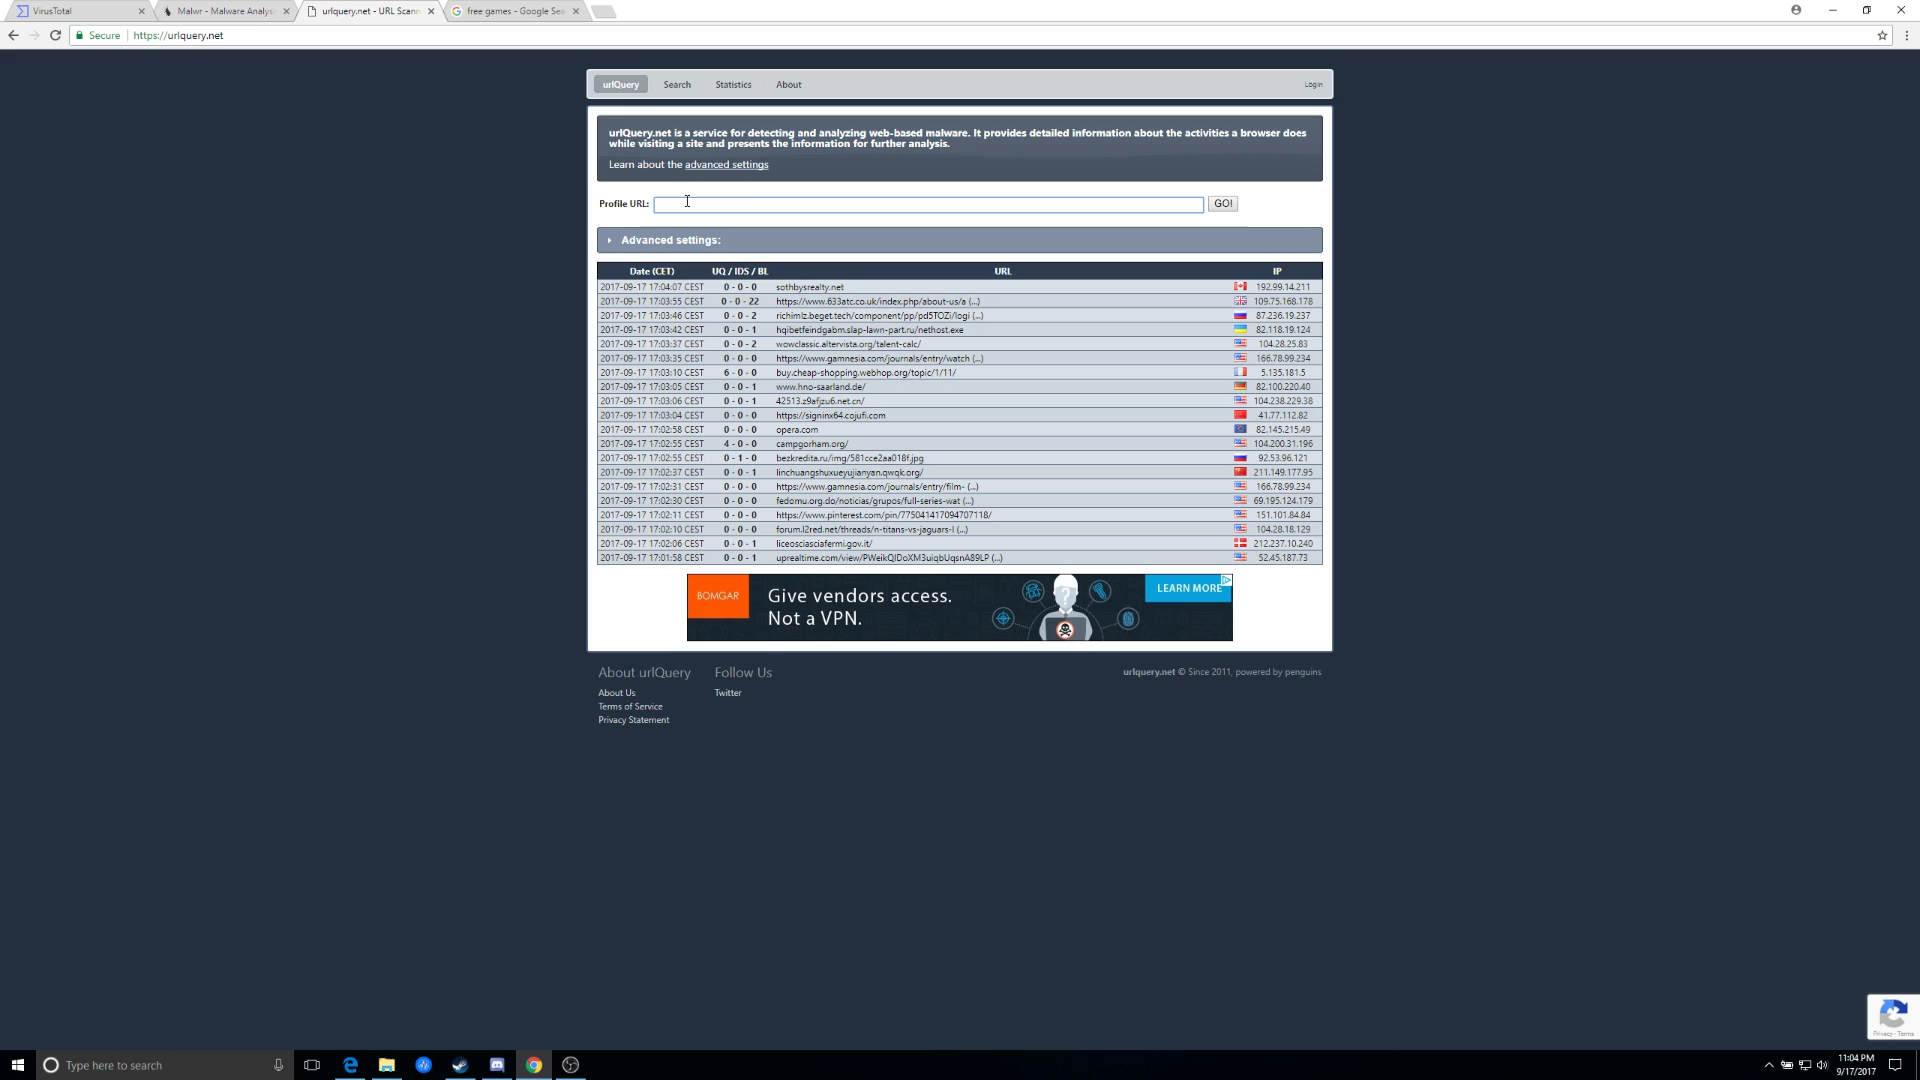 VirusTotal
Malwr - Malware Analys
urlquery.net - URL Scann
free games - Google Sea
Secure
https://urlquery.net
urlQuery
Search
Statistics
About
Login
urlQuery.net is a service for detecting and analyzing web-based malware. It provides detailed information about the activities a browser does
while visiting a site and presents the information for further analysis.
Learn about the advanced settings
Profile URL:
GO!
Advanced settings:
Date (CET) UQ / IDS / BL URL IP
2017-09-17 17:04:07 CEST 0 - 0 - 0 sothbysrealty.net 192.99.14.211
2017-09-17 17:03:55 CEST 0 - 0 - 22 https://www.633atc.co.uk/index.php/about-us/a (...) 109.75.168.178
2017-09-17 17:03:46 CEST 0 - 0 - 2 richimlz.beget.tech/component/pp/pd5TOZi/logi (...) 87.236.19.237
2017-09-17 17:03:42 CEST 0 - 0 - 1 hqibetfeindgabm.slap-lawn-part.ru/nethost.exe 82.118.19.124
2017-09-17 17:03:37 CEST 0 - 0 - 2 wowclassic.altervista.org/talent-calc/ 104.28.25.83
2017-09-17 17:03:35 CEST 0 - 0 - 0 https://www.gamnesia.com/journals/entry/watch (...) 166.78.99.234
2017-09-17 17:03:10 CEST 6 - 0 - 0 buy.cheap-shopping.webhop.org/topic/1/11/ 5.135.181.5
2017-09-17 17:03:05 CEST 0 - 0 - 1 www.hno-saarland.de/ 82.100.220.40
2017-09-17 17:03:06 CEST 0 - 0 - 1 42513.z9afjzu6.net.cn/ 104.238.229.38
2017-09-17 17:03:04 CEST 0 - 0 - 0 https://signinx64.cojufi.com 41.77.112.82
2017-09-17 17:02:58 CEST 0 - 0 - 0 opera.com 82.145.215.49
2017-09-17 17:02:55 CEST 4 - 0 - 0 campgorham.org/ 104.200.31.196
2017-09-17 17:02:55 CEST 0 - 1 - 0 bezkredita.ru/img/581cce2aa018f.jpg 92.53.96.121
2017-09-17 17:02:37 CEST 0 - 0 - 1 linchuangshuxueyujianyan.qwqk.org/ 211.149.177.95
2017-09-17 17:02:31 CEST 0 - 0 - 0 https://www.gamnesia.com/journals/entry/film- (...) 166.78.99.234
2017-09-17 17:02:30 CEST 0 - 0 - 0 fedomu.org.do/noticias/grupos/full-series-wat (...) 69.195.124.179
2017-09-17 17:02:11 CEST 0 - 0 - 0 https://www.pinterest.com/pin/775041417094707118/ 151.101.84.84
2017-09-17 17:02:10 CEST 0 - 0 - 0 forum.l2red.net/threads/n-titans-vs-jaguars-l (...) 104.28.18.129
2017-09-17 17:02:06 CEST 0 - 0 - 1 liceosciasciafermi.gov.it/ 212.237.10.240
2017-09-17 17:01:58 CEST 0 - 0 - 1 uprealtime.com/view/PWeikQIDoXM3uiqbUqsnA89LP (...) 52.45.187.73
BOMGAR
Give vendors access.
Not a VPN.
LEARN MORE
About urlQuery
About Us
Terms of Service
Privacy Statement
Follow Us
Twitter
urlquery.net © Since 2011, powered by penguins
Privacy - Terms
Type here to search
11:04 PM
9/17/2017